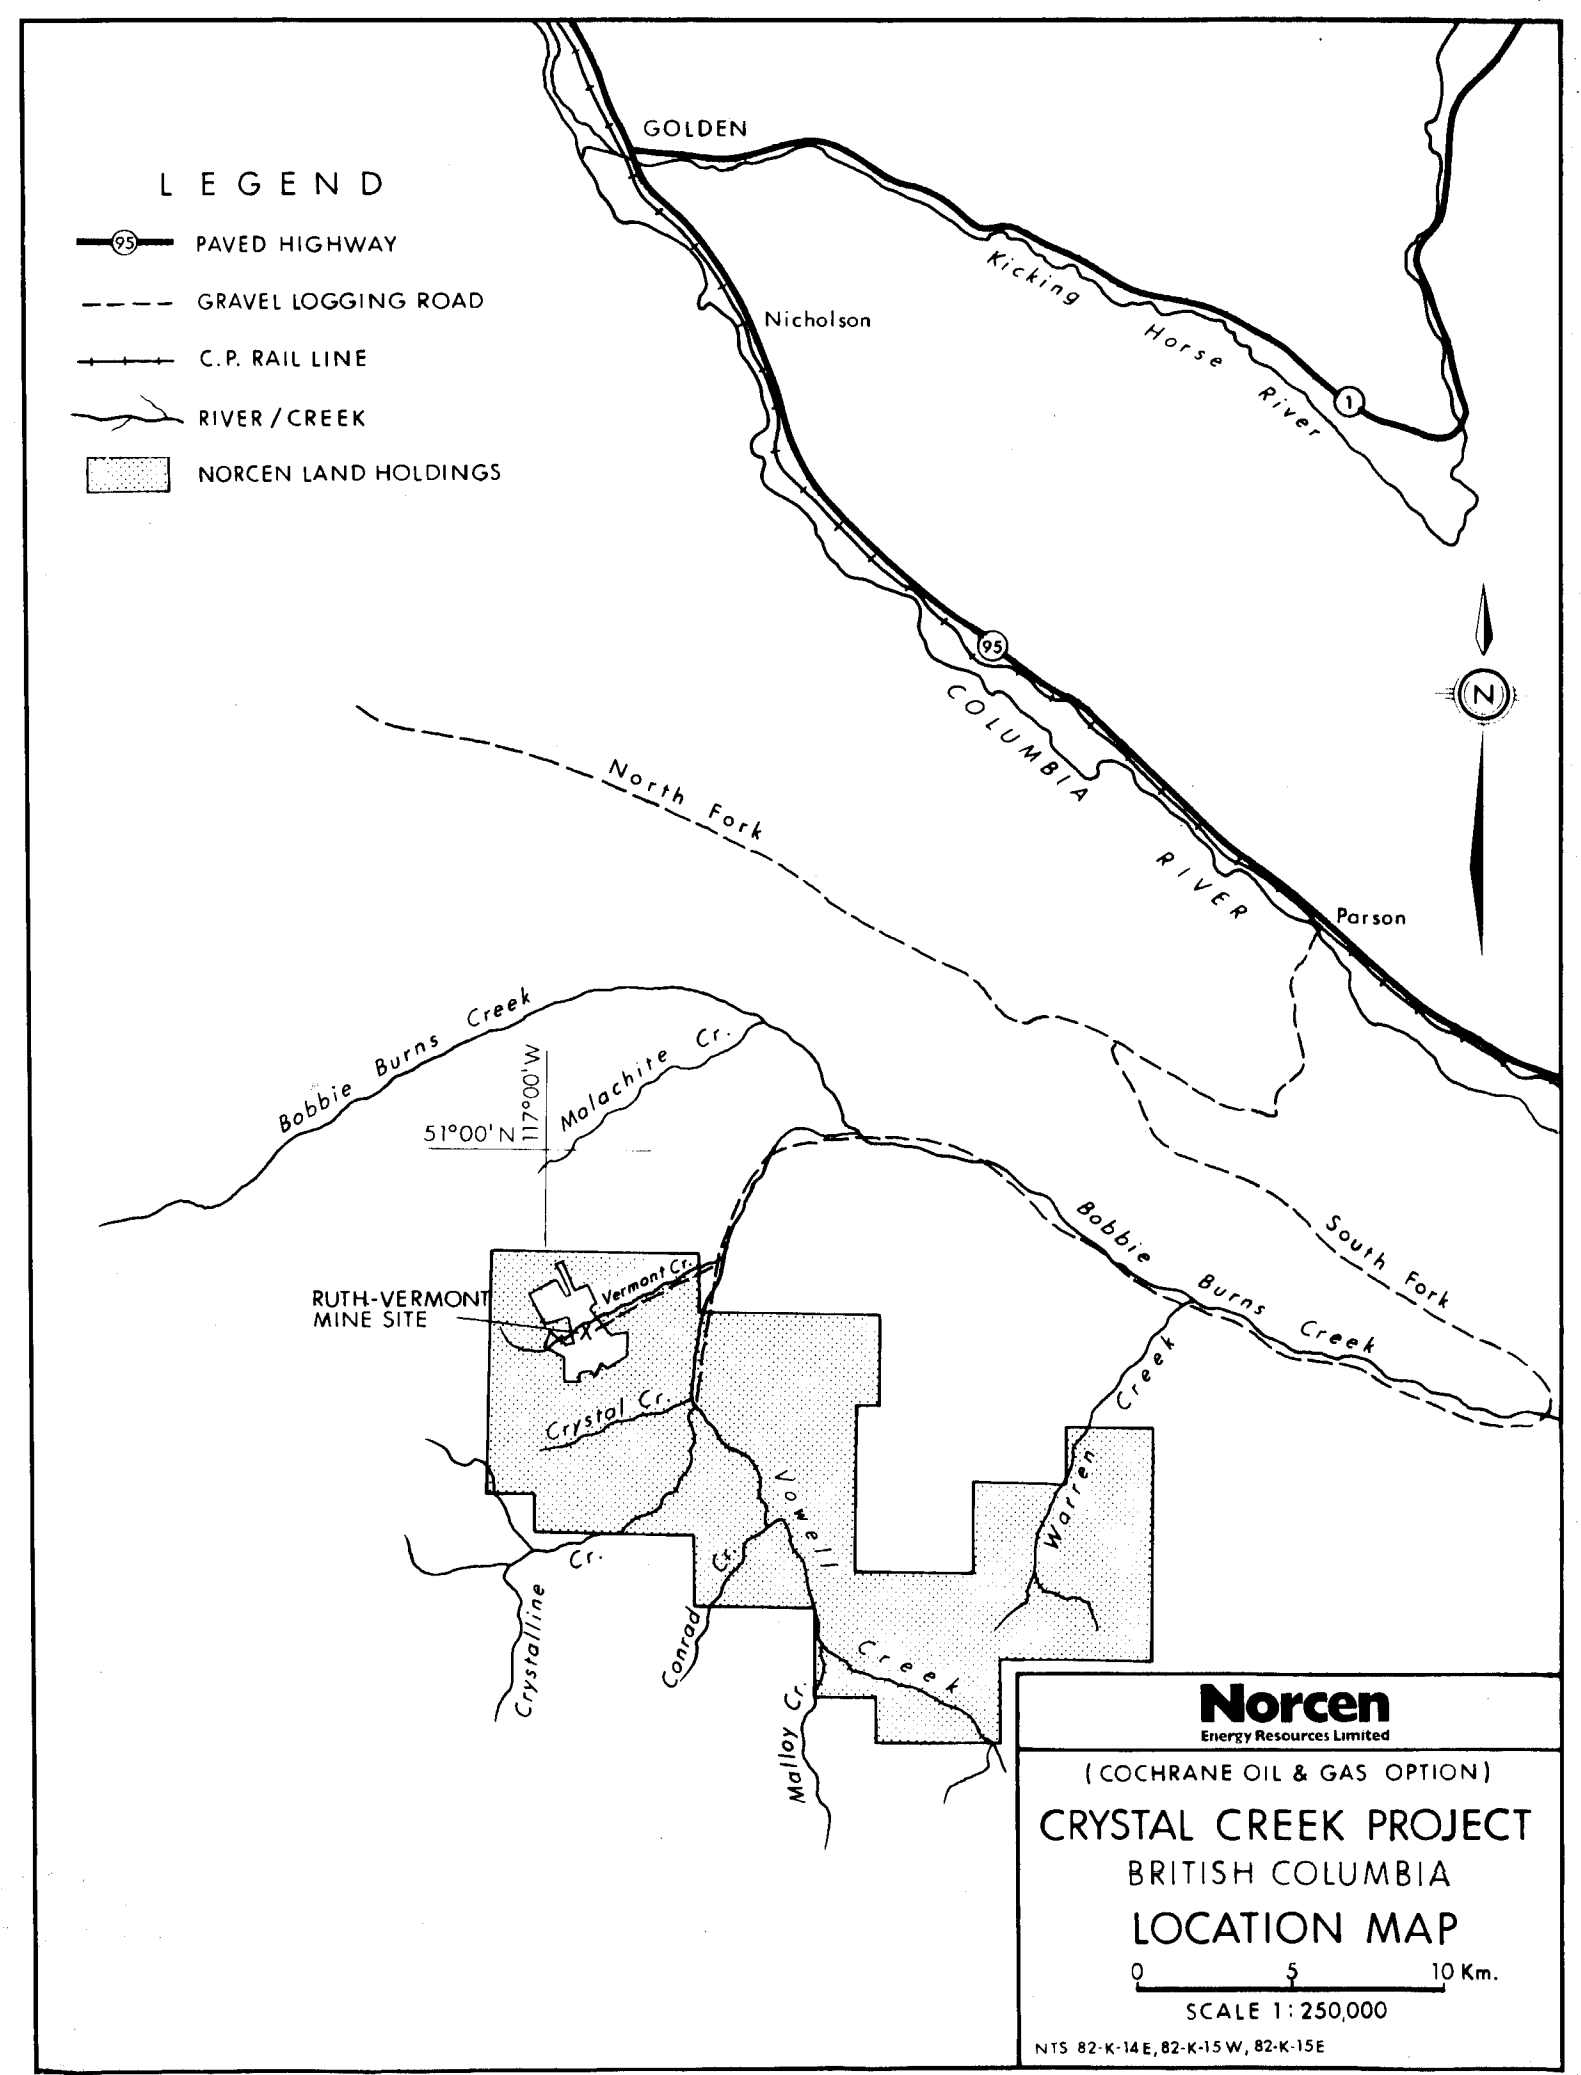 GOLDEN
LEGEND
95 PAVED HIGHWAY
GRAVEL LOGGING ROAD
C.P. RAIL LINE
RIVER / CREEK
NORCEN LAND HOLDINGS
Nicholson
Kicking Horse River
1
95
N
COLUMBIA RIVER
North Fork
Parson
Bobbie Burns Creek
Malachite Cr.
51°00'N
117°00'W
Bobbie Burns Creek
South Fork
RUTH-VERMONT
MINE SITE
Vermont Cr.
Crystal Cr.
Vowell Creek
Warren Creek
Crystalline Cr.
Conrad Cr.
Malloy Cr.
Norcen
Energy Resources Limited
(COCHRANE OIL & GAS OPTION)
CRYSTAL CREEK PROJECT
BRITISH COLUMBIA
LOCATION MAP
0 5 10 Km.
SCALE 1:250,000
NTS 82-K-14E, 82-K-15W, 82-K-15E